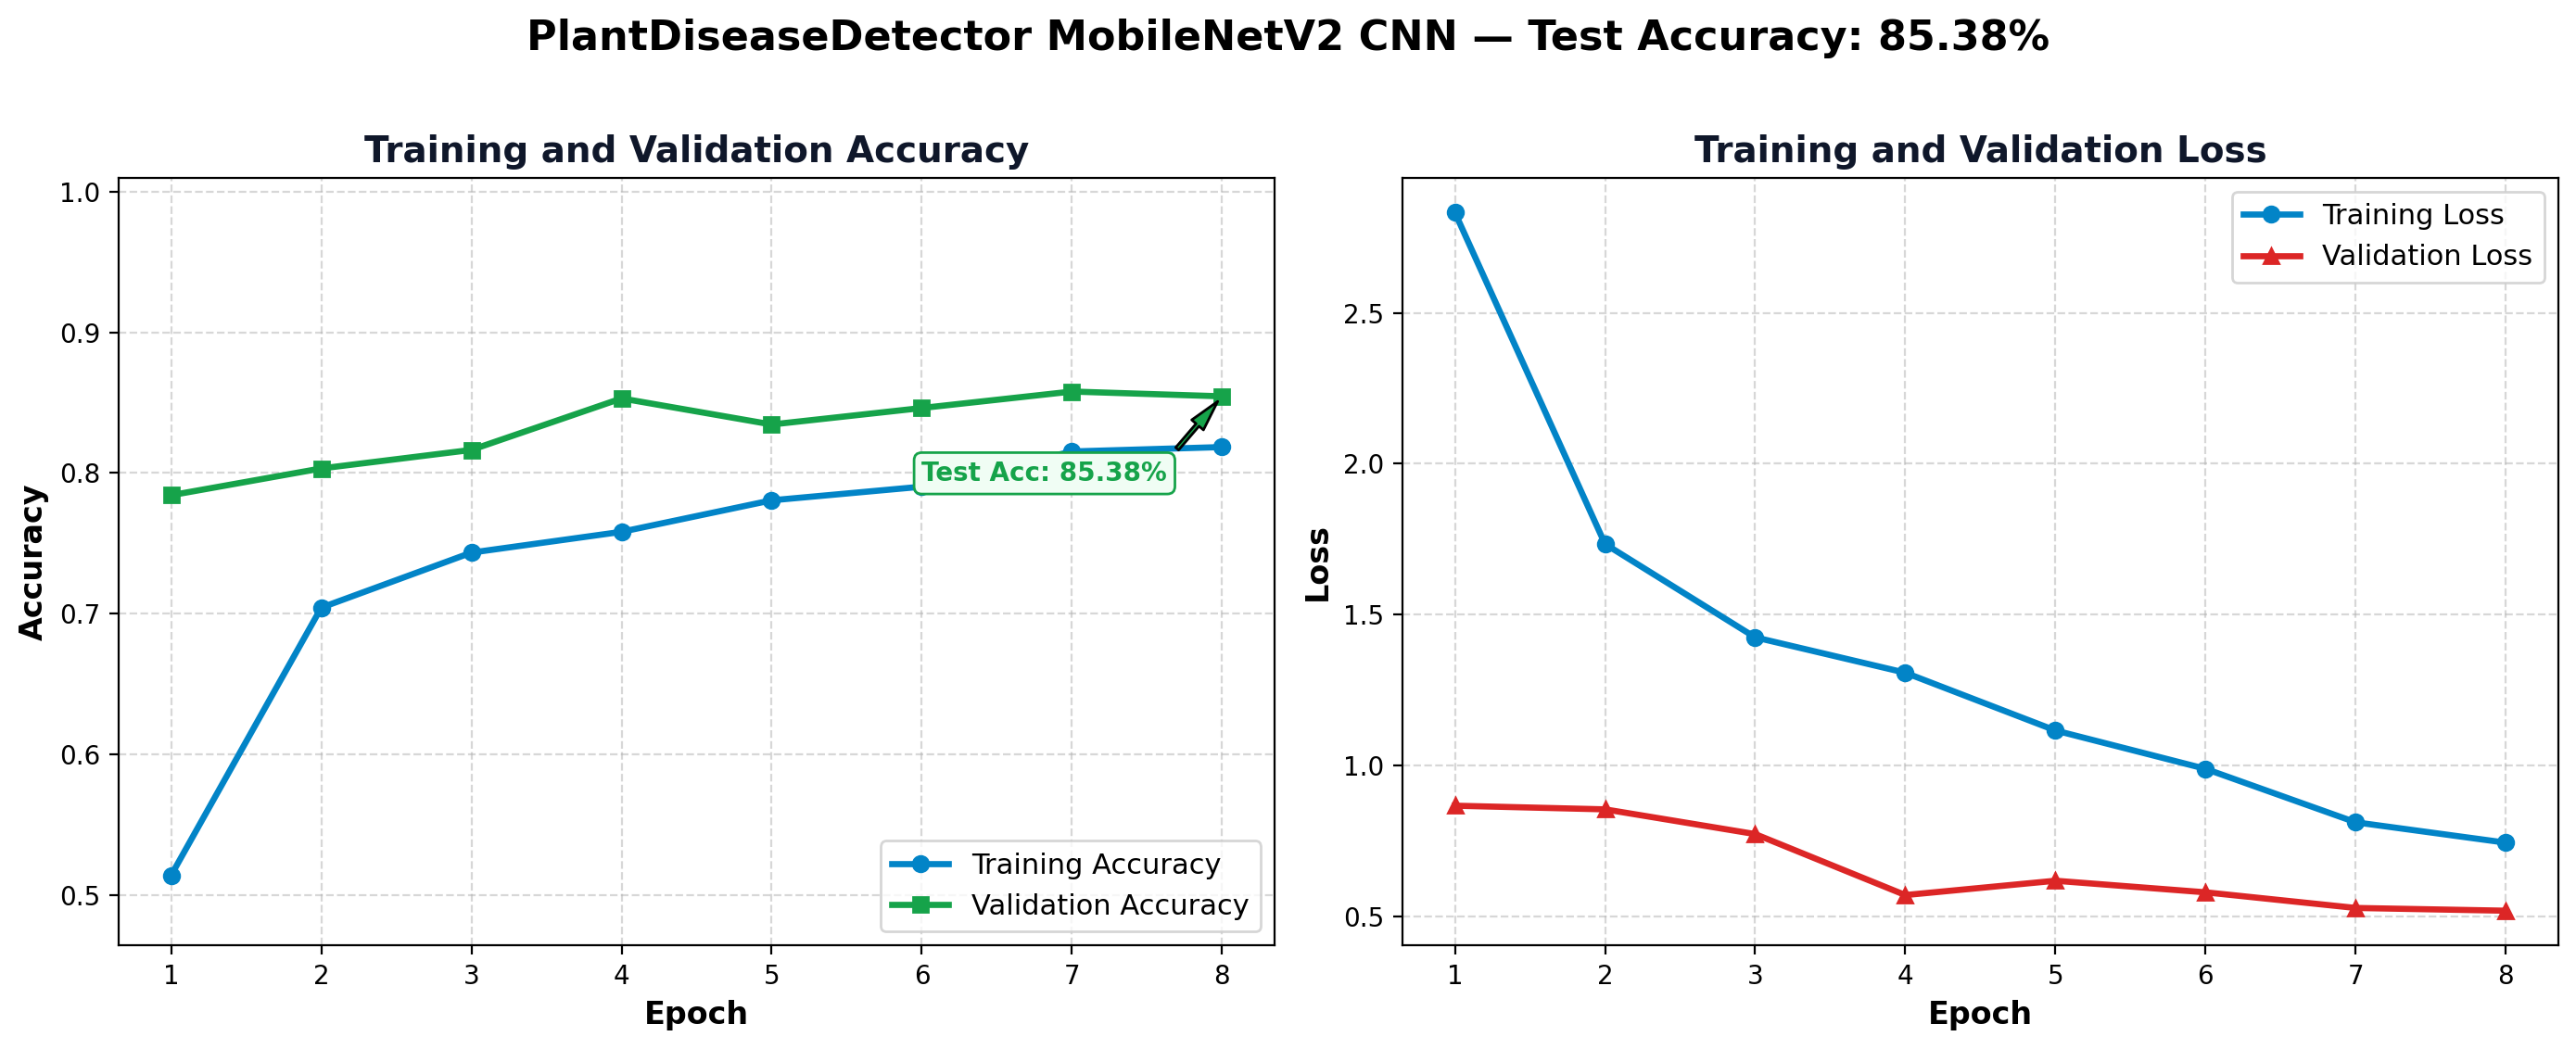 PlantDiseaseDetector MobileNetV2 CNN — Test Accuracy: 85.38%
Training and Validation Accuracy
1.0
0.9
0.8
0.7
0.6
0.5
Accuracy
Test Acc: 85.38%
Training Accuracy
Validation Accuracy
1 2 3 4 5 6 7 8
Epoch
Training and Validation Loss
2.5
2.0
1.5
1.0
0.5
Loss
Training Loss
Validation Loss
1 2 3 4 5 6 7 8
Epoch